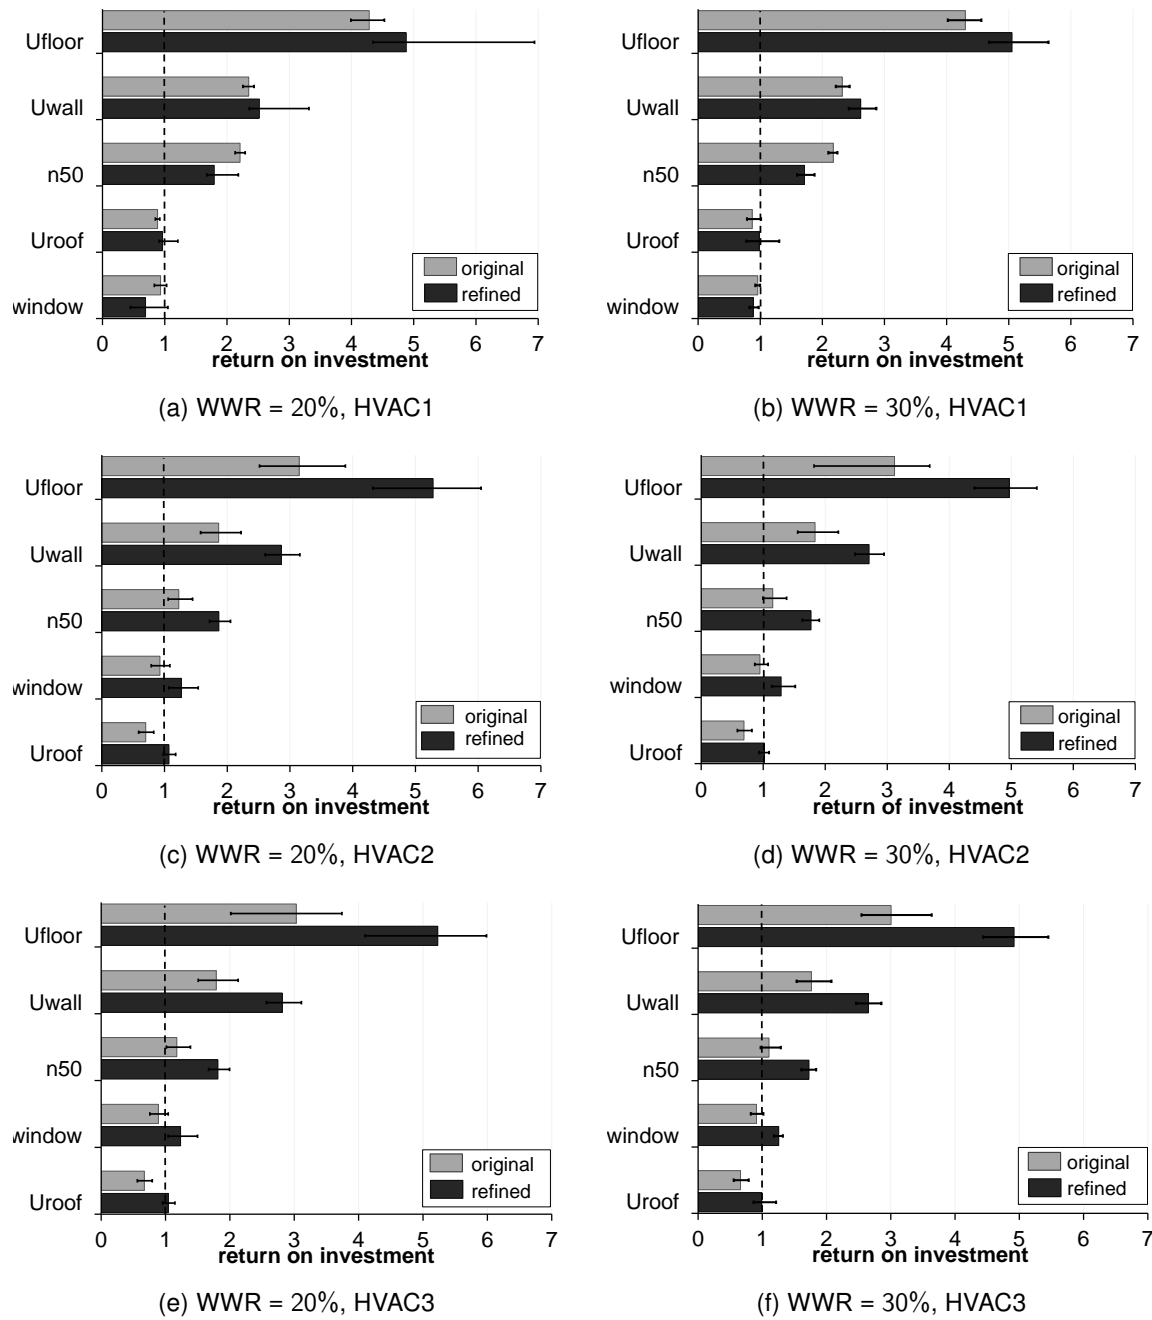 Ufloor
Uwall
n50
Uroof
window
original
refined
0 1 2 3 4 5 6 7
return on investment
(a) WWR = 20%, HVAC1
Ufloor
Uwall
n50
Uroof
window
original
refined
0 1 2 3 4 5 6 7
return on investment
(b) WWR = 30%, HVAC1
Ufloor
Uwall
n50
window
Uroof
original
refined
0 1 2 3 4 5 6 7
return on investment
(c) WWR = 20%, HVAC2
Ufloor
Uwall
n50
window
Uroof
original
refined
0 1 2 3 4 5 6 7
return of investment
(d) WWR = 30%, HVAC2
Ufloor
Uwall
n50
window
Uroof
original
refined
0 1 2 3 4 5 6 7
return on investment
(e) WWR = 20%, HVAC3
Ufloor
Uwall
n50
window
Uroof
original
refined
0 1 2 3 4 5 6 7
return on investment
(f) WWR = 30%, HVAC3